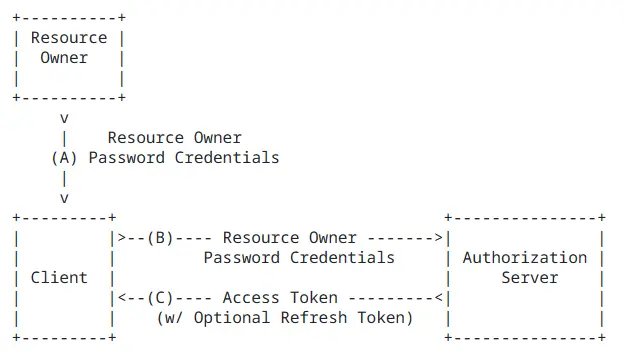 +----------+
| Resource |
|  Owner   |
|          |
+----------+
     v
     |    Resource Owner
    (A) Password Credentials
     |
     v
+---------+                                  +---------------+
|         |>--(B)---- Resource Owner ------->|               |
|         |         Password Credentials     | Authorization |
| Client  |                                  |     Server    |
|         |<--(C)---- Access Token ---------<|               |
|         |    (w/ Optional Refresh Token)   |               |
+---------+                                  +---------------+